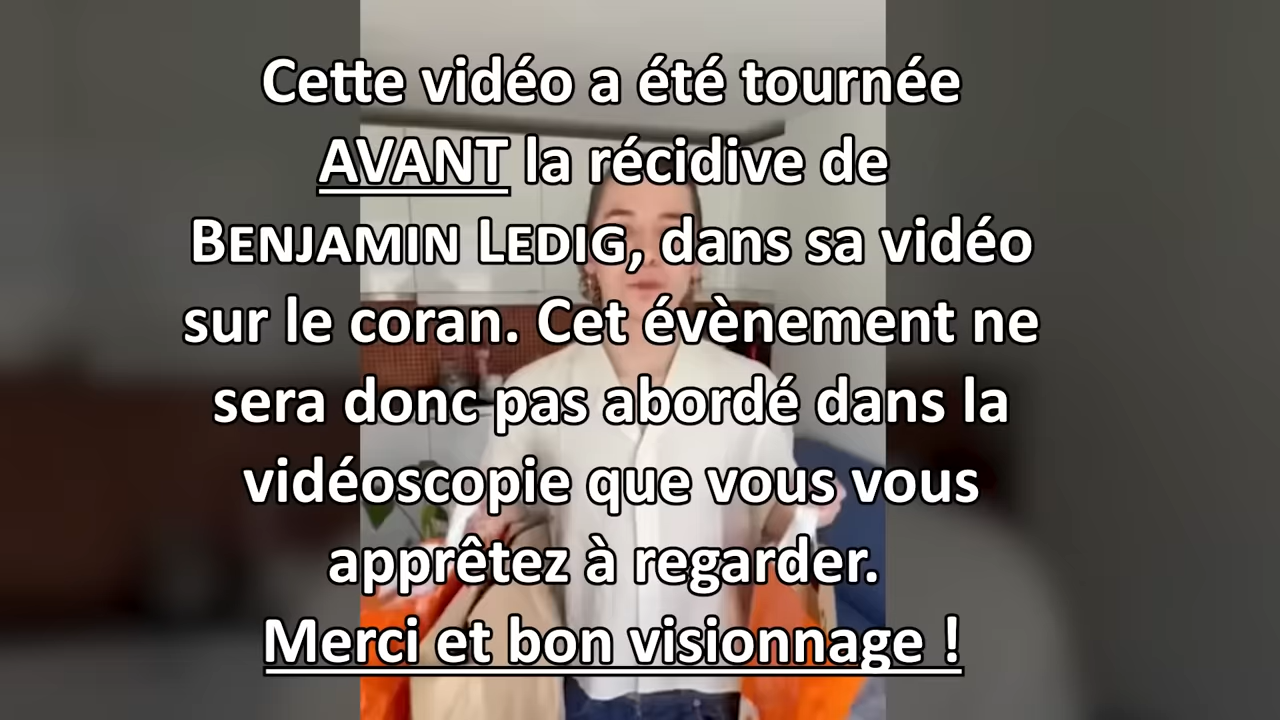 Cette vidéo a été tournée
AVANT la récidive de
BENJAMIN LEDIG, dans sa vidéo
sur le coran. Cet évènement ne
sera donc pas abordé dans la
vidéoscopie que vous vous
apprêtez à regarder.
Merci et bon visionnage !